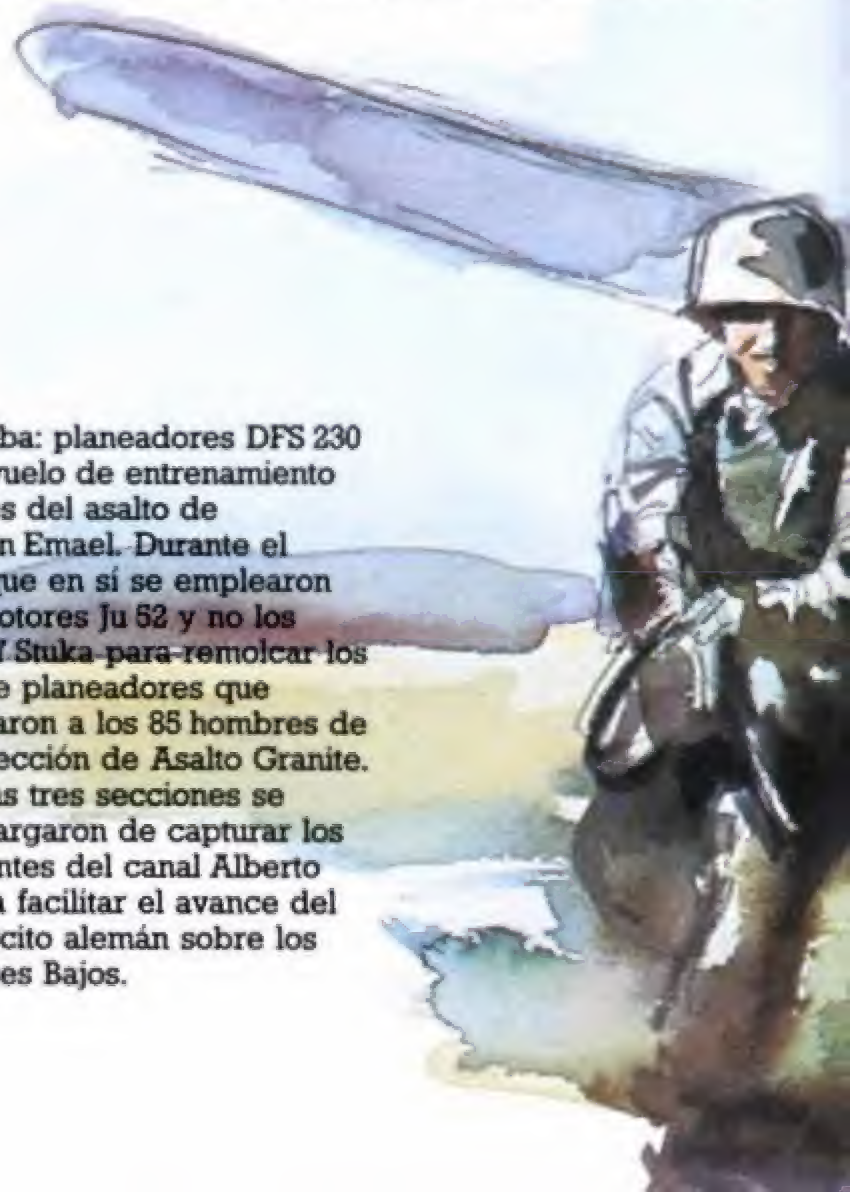 ba: planeadores DFS 230
uelo de entrenamiento
s del asalto de
n Emael. Durante el
ue en sí se emplearon
otores Ju 52 y no los
Stuka para remolcar los
e planeadores que
aron a los 85 hombres de
ección de Asalto Granite.
s tres secciones se
argaron de capturar los
ntes del canal Alberto
a facilitar el avance del
cito alemán sobre los
es Bajos.